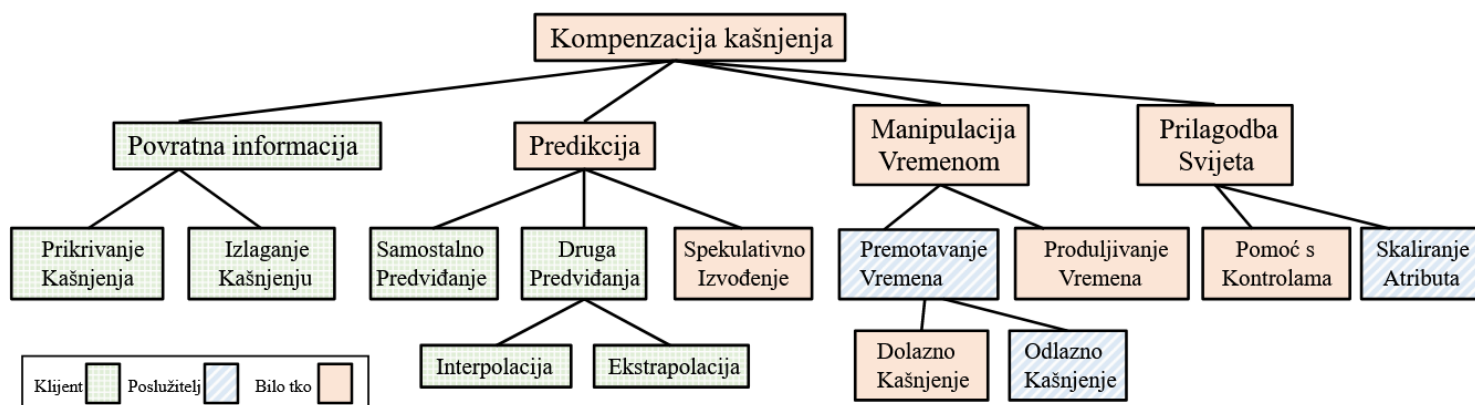 Kompenzacija kašnjenja
Povratna informacija
Predikcija
Manipulacija
Vremenom
Prilagodba
Svijeta
Prikrivanje
Kašnjenja
Izlaganje
Kašnjenju
Samostalno
Predviđanje
Druga
Predviđanja
Spekulativno
Izvođenje
Premotavanje
Vremena
Produljivanje
Vremena
Pomoć s
Kontrolama
Skaliranje
Atributa
Interpolacija
Ekstrapolacija
Dolazno
Kašnjenje
Odlazno
Kašnjenje
Klijent Poslužitelj Bilo tko